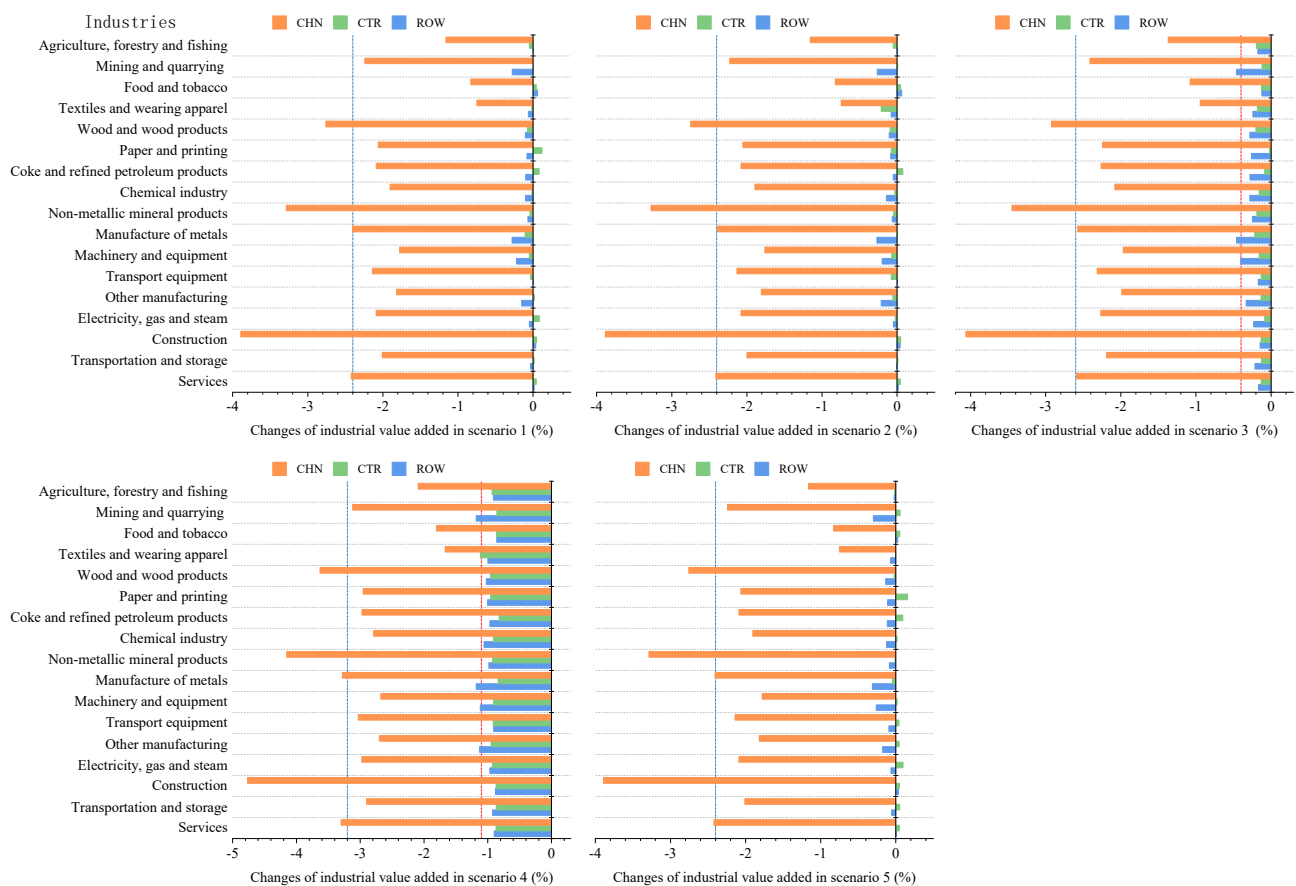 Industries
CHN CTR ROW
CHN CTR ROW
CHN CTR ROW
Agriculture, forestry and fishing
Mining and quarrying
Food and tobacco
Textiles and wearing apparel
Wood and wood products
Paper and printing
Coke and refined petroleum products
Chemical industry
Non-metallic mineral products
Manufacture of metals
Machinery and equipment
Transport equipment
Other manufacturing
Electricity, gas and steam
Construction
Transportation and storage
Services
-4 -3 -2 -1 0
Changes of industrial value added in scenario 1 (%)
-4 -3 -2 -1 0
Changes of industrial value added in scenario 2 (%)
-4 -3 -2 -1 0
Changes of industrial value added in scenario 3 (%)
CHN CTR ROW
CHN CTR ROW
Agriculture, forestry and fishing
Mining and quarrying
Food and tobacco
Textiles and wearing apparel
Wood and wood products
Paper and printing
Coke and refined petroleum products
Chemical industry
Non-metallic mineral products
Manufacture of metals
Machinery and equipment
Transport equipment
Other manufacturing
Electricity, gas and steam
Construction
Transportation and storage
Services
-5 -4 -3 -2 -1 0
Changes of industrial value added in scenario 4 (%)
-4 -3 -2 -1 0
Changes of industrial value added in scenario 5 (%)